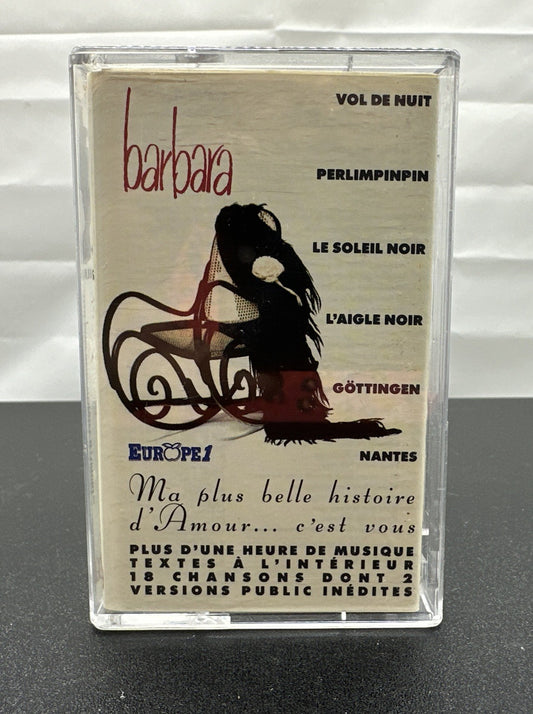 barbara
VOL DE NUIT
PERLIMPINPIN
LE SOLEIL NOIR
L'AIGLE NOIR
GÖTTINGEN
NANTES
EUROPE 1
Ma plus belle histoire
d'Amour... c'est vous
PLUS D'UNE HEURE DE MUSIQUE
TEXTES À L'INTÉRIEUR
18 CHANSONS DONT 2
VERSIONS PUBLIC INÉDITES